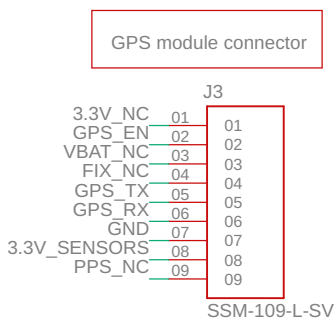 GPS module connector
J3
3.3V_NC 01 01
GPS_EN 02 02
VBAT_NC 03 03
FIX_NC 04 04
GPS_TX 05 05
GPS_RX 06 06
GND 07 07
3.3V_SENSORS 08 08
PPS_NC 09 09
SSM-109-L-SV